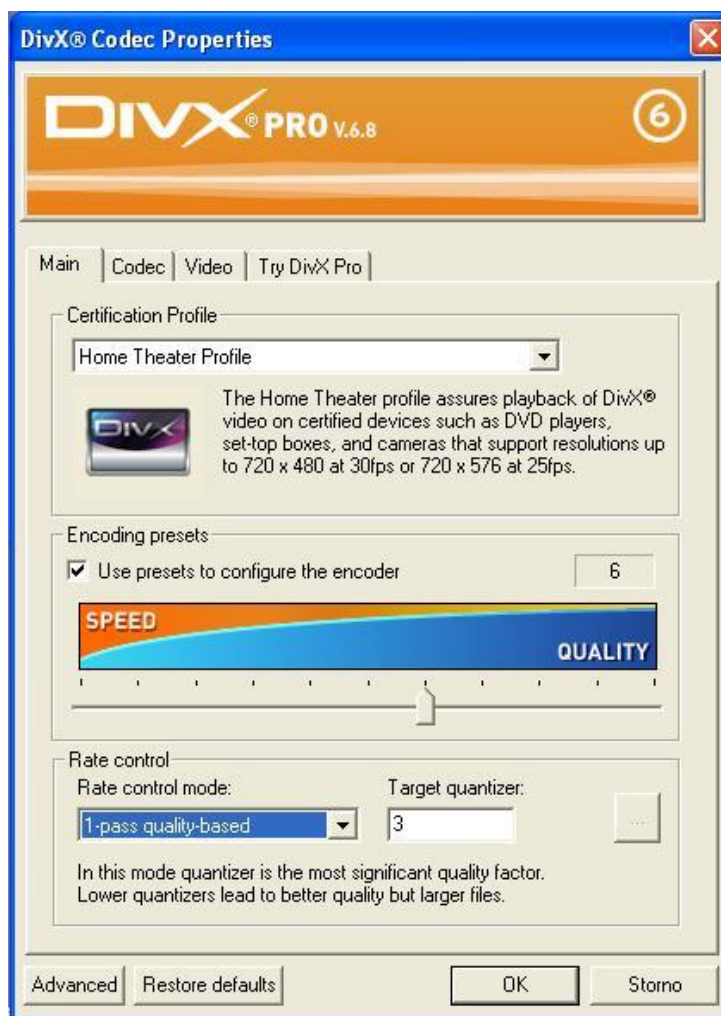 DivX® Codec Properties
DIVX® PRO V.6.8
6
Main Codec Video Try DivX Pro
Certification Profile
Home Theater Profile
DIVX
The Home Theater profile assures playback of DivX®
video on certified devices such as DVD players,
set-top boxes, and cameras that support resolutions up
to 720 x 480 at 30fps or 720 x 576 at 25fps.
Encoding presets
Use presets to configure the encoder
6
SPEED
QUALITY
Rate control
Rate control mode:
Target quantizer:
1-pass quality-based
3
...
In this mode quantizer is the most significant quality factor.
Lower quantizers lead to better quality but larger files.
Advanced
Restore defaults
OK
Storno